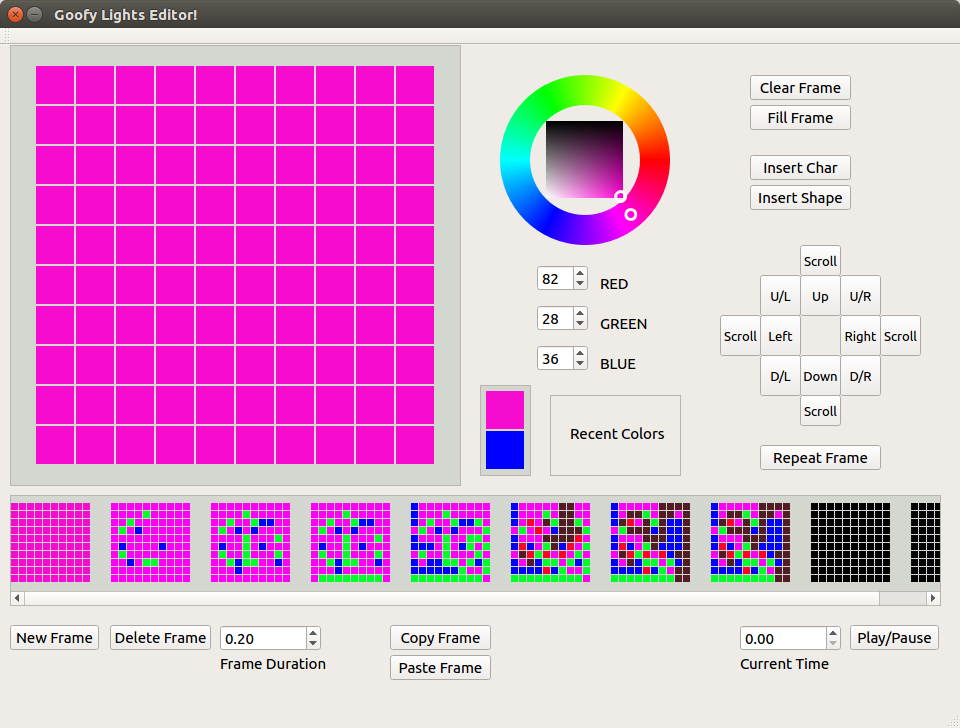 Goofy Lights Editor!
Clear Frame
Fill Frame
Insert Char
Insert Shape
Scroll
U/L Up U/R
Scroll Left Right Scroll
D/L Down D/R
Scroll
82 RED
28 GREEN
36 BLUE
Recent Colors
Repeat Frame
New Frame Delete Frame 0.20 Copy Frame 0.00 Play/Pause
Frame Duration Paste Frame Current Time